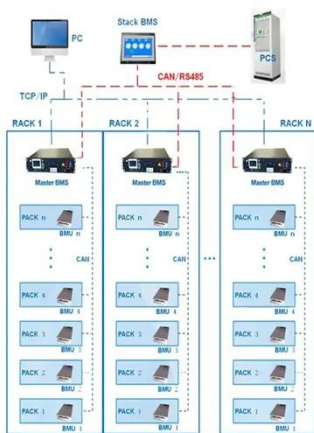 PC
Stack BMS
PCS
CAN/RS485
TCP/IP
RACK 1
RACK 2
RACK N
Master BMS
Master BMS
Master BMS
PACK n
BMU n
PACK n
BMU n
PACK n
BMU n
CAN
CAN
CAN
...
PACK 4
BMU 4
PACK 4
BMU 4
PACK 4
BMU 4
PACK 3
BMU 3
PACK 3
BMU 3
PACK 3
BMU 3
PACK 2
BMU 2
PACK 2
BMU 2
PACK 2
BMU 2
PACK 1
BMU 1
PACK 1
BMU 1
PACK 1
BMU 1